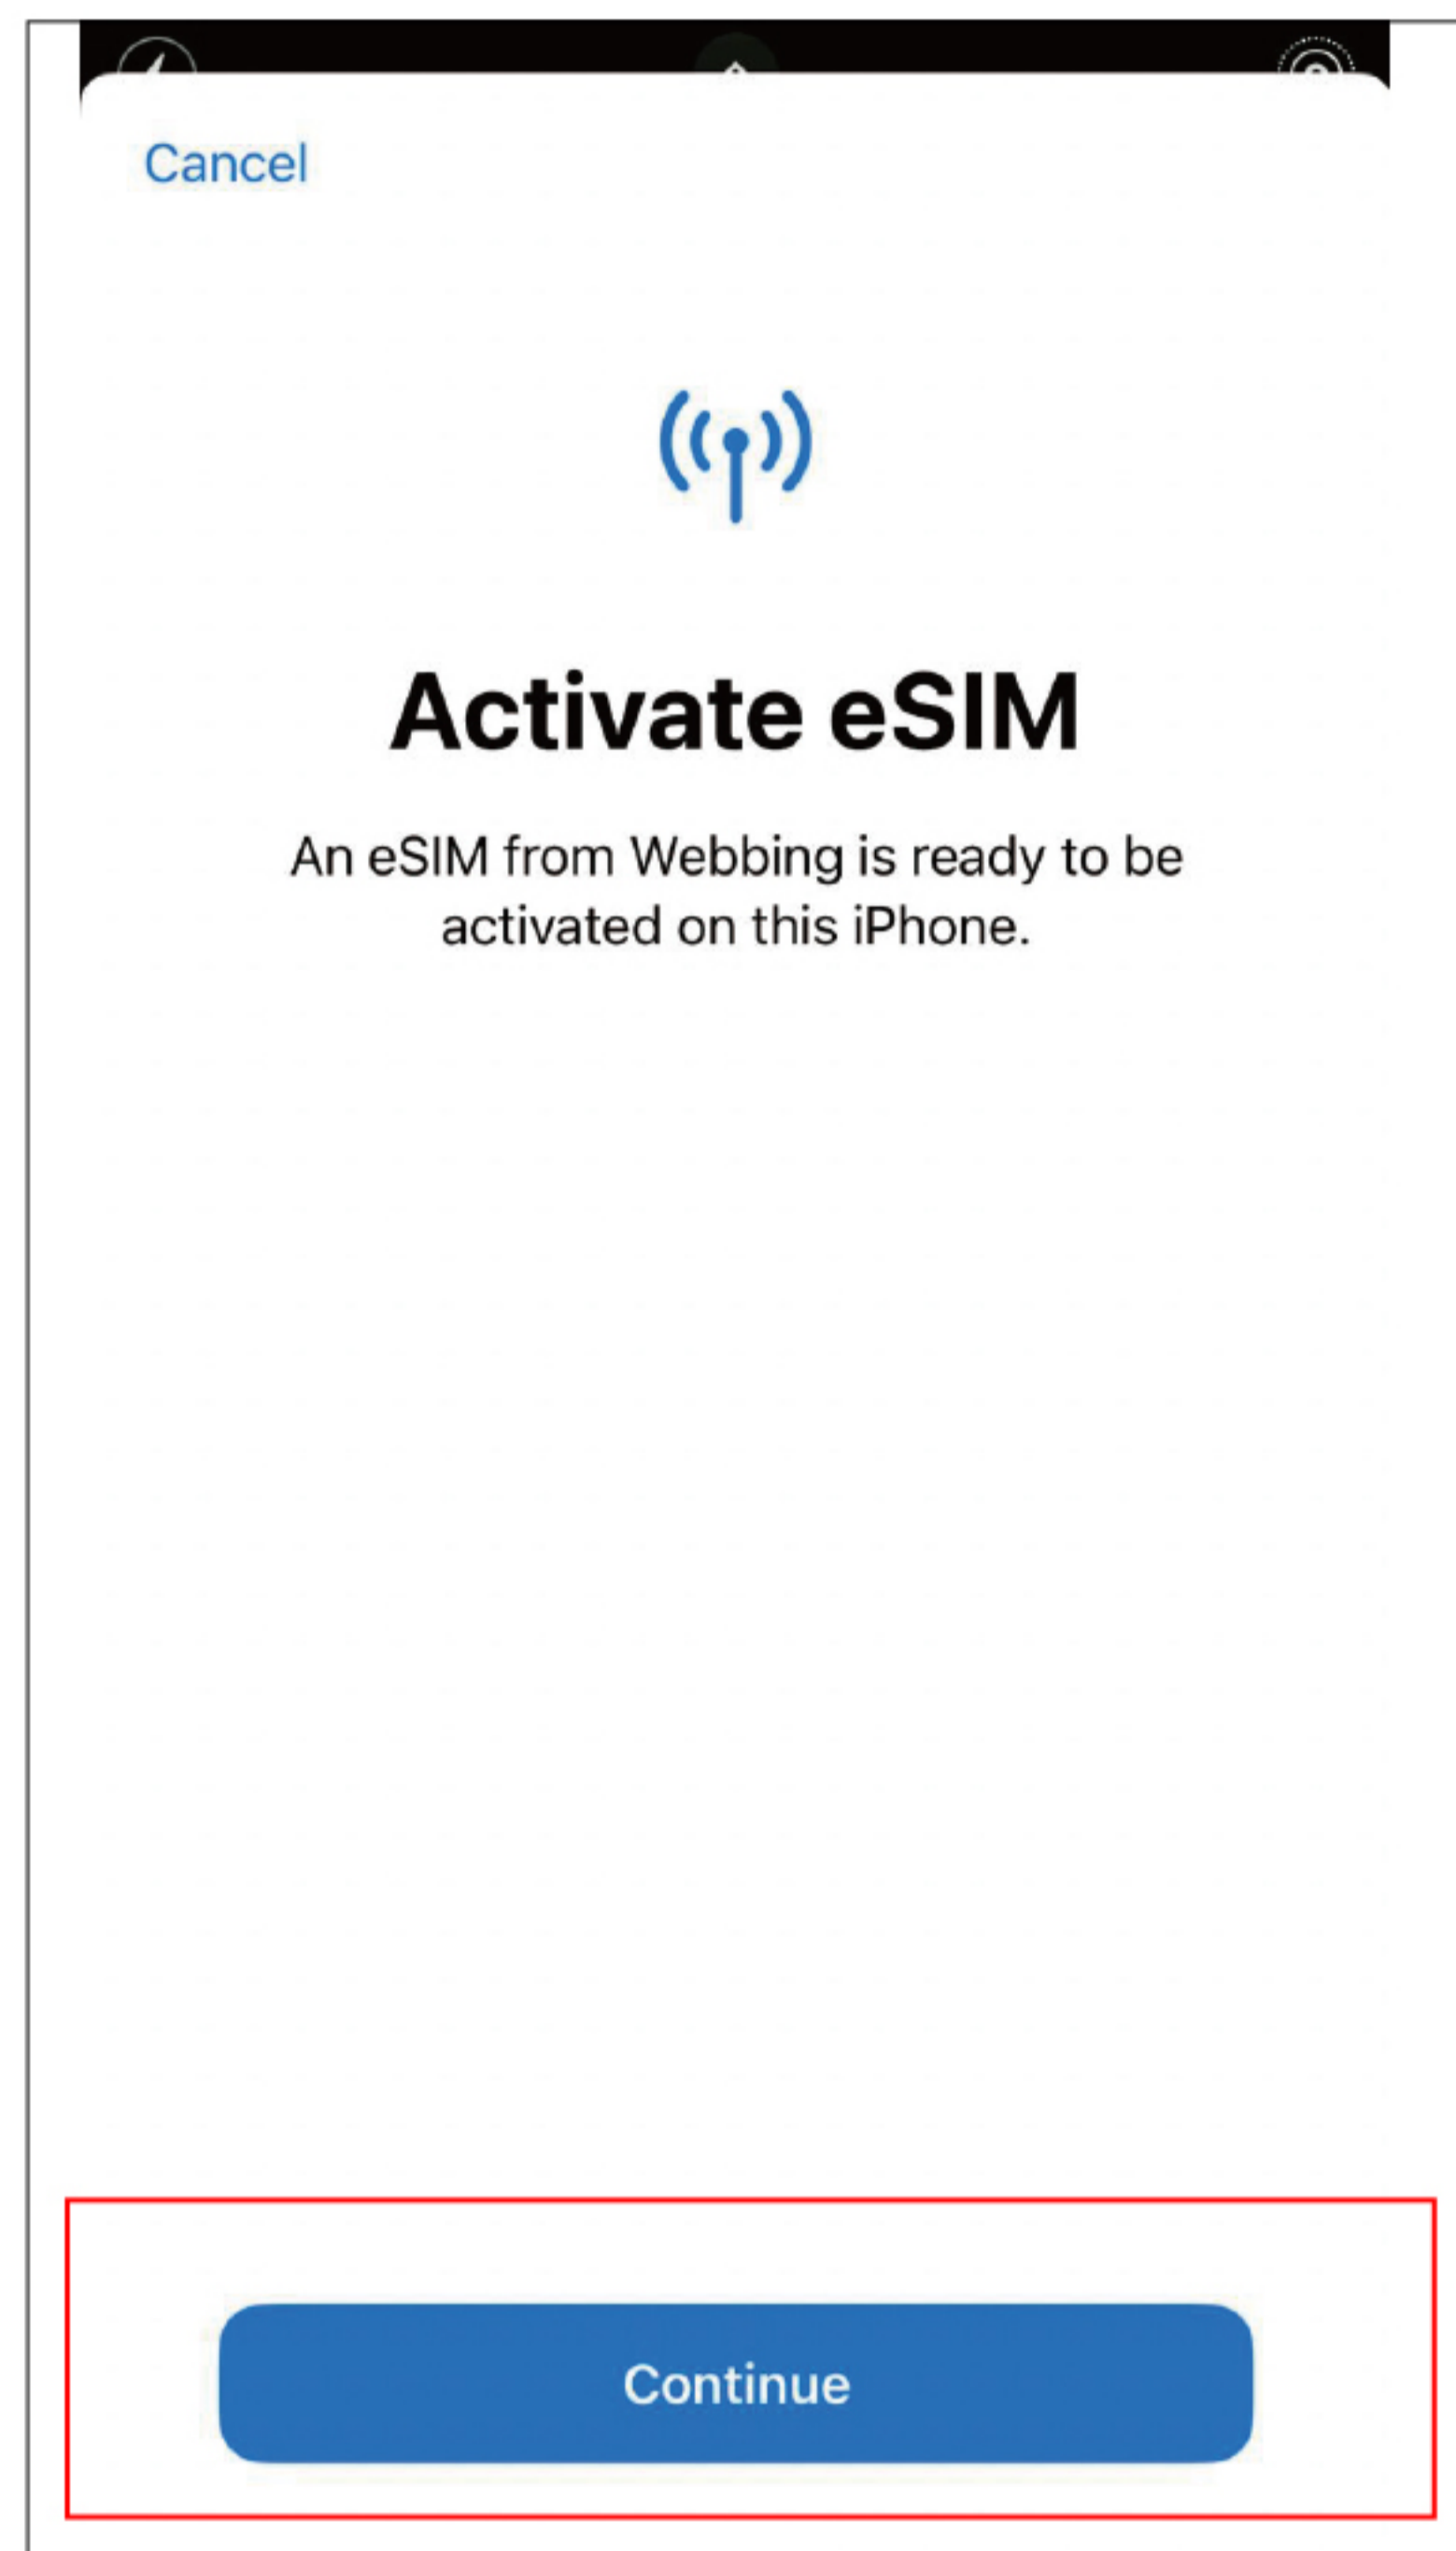 Cancel
Activate eSIM
An eSIM from Webbing is ready to be
activated on this iPhone.
Continue